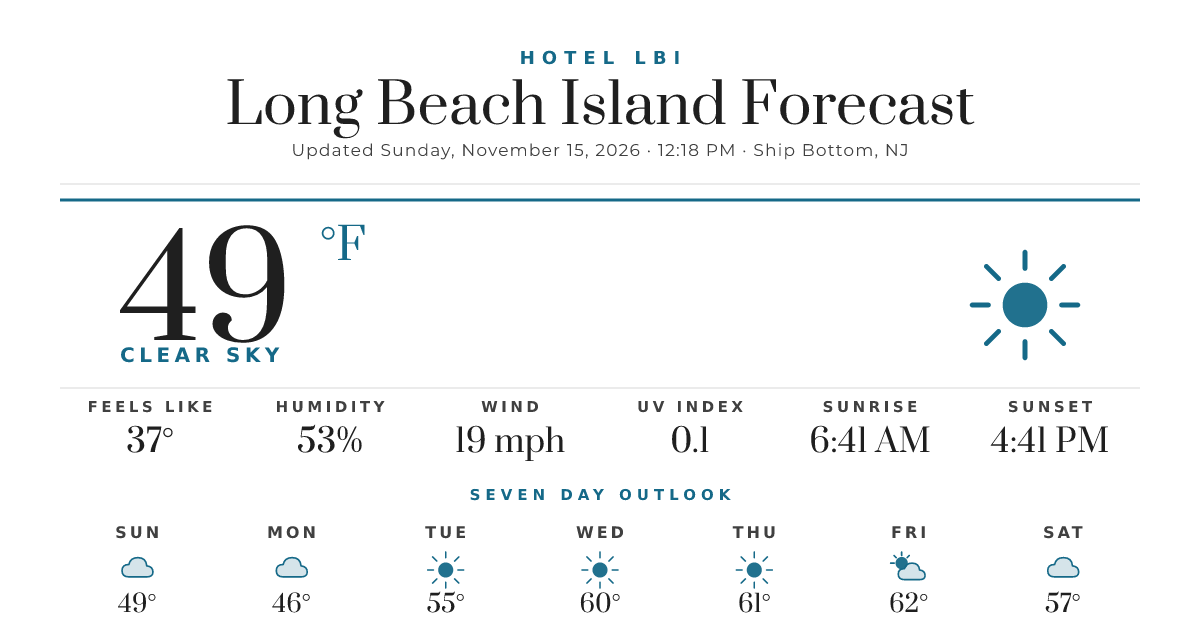 HOTEL LBI
Long Beach Island Forecast
Updated Sunday, November 15, 2026 · 12:18 PM · Ship Bottom, NJ
49 °F
CLEAR SKY
FEELS LIKE HUMIDITY WIND UV INDEX SUNRISE SUNSET
37° 53% 19 mph 0.1 6:41 AM 4:41 PM
SEVEN DAY OUTLOOK
SUN MON TUE WED THU FRI SAT
49° 46° 55° 60° 61° 62° 57°